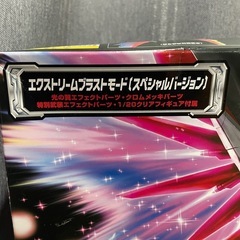 エクストリームブラストモード(スペシャルバージョン)
光の翼エフェクトパーツ・クロムメッキパーツ
特別武装エフェクトパーツ・1/20クリアフィギュア付属